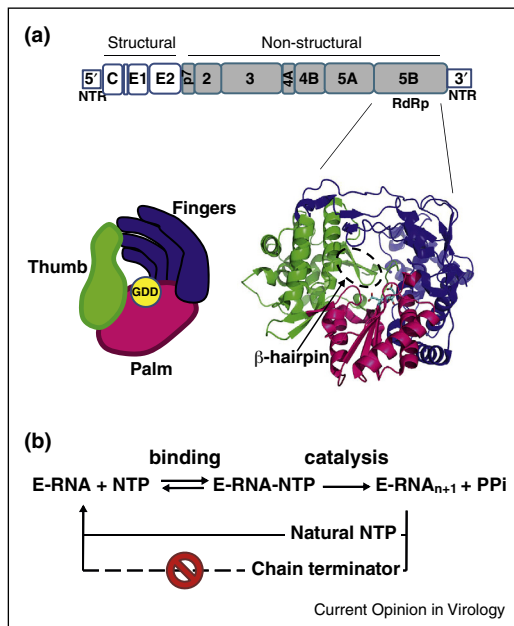 (a)
Structural Non-structural
5′ NTR C E1 E2 p7 2 3 4A 4B 5A 5B 3′ NTR
RdRp
Fingers
Thumb
GDD
Palm
β-hairpin
(b)
binding catalysis
E-RNA + NTP E-RNA-NTP E-RNAn+1 + PPi
Natural NTP
Chain terminator
Current Opinion in Virology